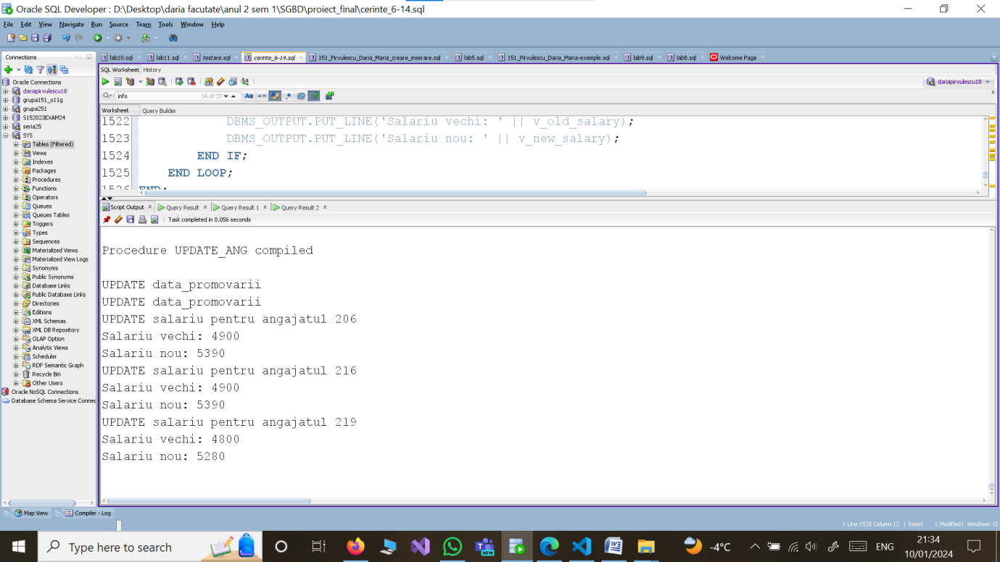 Oracle SQL Developer : D:\Desktop\daria facutate\anul 2 sem 1\SGBD\proiect_final\cerinte_6-14.sql
File Edit View Navigate Run Source Team Tools Window Help
Connections
Oracle Connections
dariapirvulescu18
grupa151_o11g
grupa251
S152023EXAM24
seria25
SYS
Tables (Filtered)
Views
Indexes
Packages
Procedures
Functions
Operators
Queues
Queues Tables
Triggers
Types
Sequences
Materialized Views
Materialized View Logs
Synonyms
Public Synonyms
Database Links
Public Database Links
Directories
Editions
XML Schemas
XML DB Repository
OLAP Option
Analytic Views
Scheduler
RDF Semantic Graph
Recycle Bin
Other Users
Oracle NoSQL Connections
Database Schema Service Connec
lab10.sql lab11.sql testare.sql cerinte_6-14.sql 151_Pirvulescu_Daria_Maria_creare_inserare.sql lab5.sql 151_Pirvulescu_Daria_Maria-exemple.sql lab9.sql lab8.sql Welcome Page
SQL Worksheet History
dariapirvulescu18
info 34 of 37
Worksheet Query Builder
1522 DBMS_OUTPUT.PUT_LINE('Salariu vechi: ' || v_old_salary);
1523 DBMS_OUTPUT.PUT_LINE('Salariu nou: ' || v_new_salary);
1524 END IF;
1525 END LOOP;
1526 END;
Script Output Query Result Query Result 1 Query Result 2
Task completed in 0.056 seconds
Procedure UPDATE_ANG compiled
UPDATE data_promovarii
UPDATE data_promovarii
UPDATE salariu pentru angajatul 206
Salariu vechi: 4900
Salariu nou: 5390
UPDATE salariu pentru angajatul 216
Salariu vechi: 4900
Salariu nou: 5390
UPDATE salariu pentru angajatul 219
Salariu vechi: 4800
Salariu nou: 5280
Map View Compiler - Log
Line 1528 Column 12 | Insert | Modified | Windows:
Type here to search
-4°C
ENG
21:34
10/01/2024